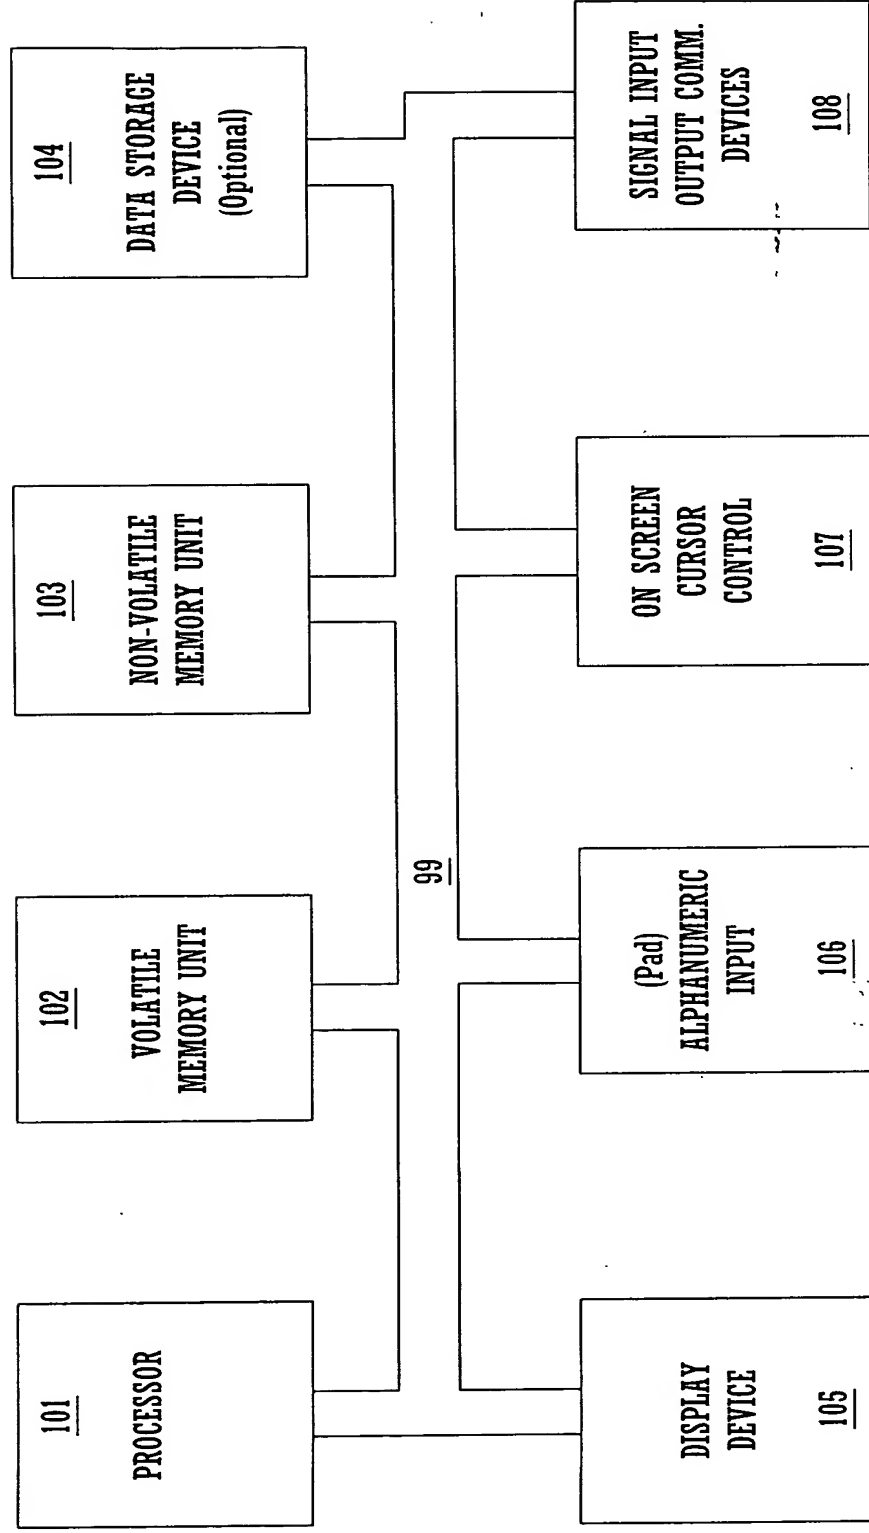 101
PROCESSOR
102
VOLATILE
MEMORY UNIT
103
NON-VOLATILE
MEMORY UNIT
104
DATA STORAGE
DEVICE
(Optional)
99
DISPLAY
DEVICE
105
(Pad)
ALPHANUMERIC
INPUT
106
ON SCREEN
CURSOR
CONTROL
107
SIGNAL INPUT
OUTPUT COMM.
DEVICES
108